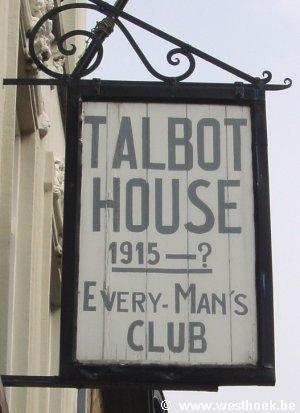 TALBOT
HOUSE
1915—?
EVERY-MAN'S
CLUB
© www.westhoek.be